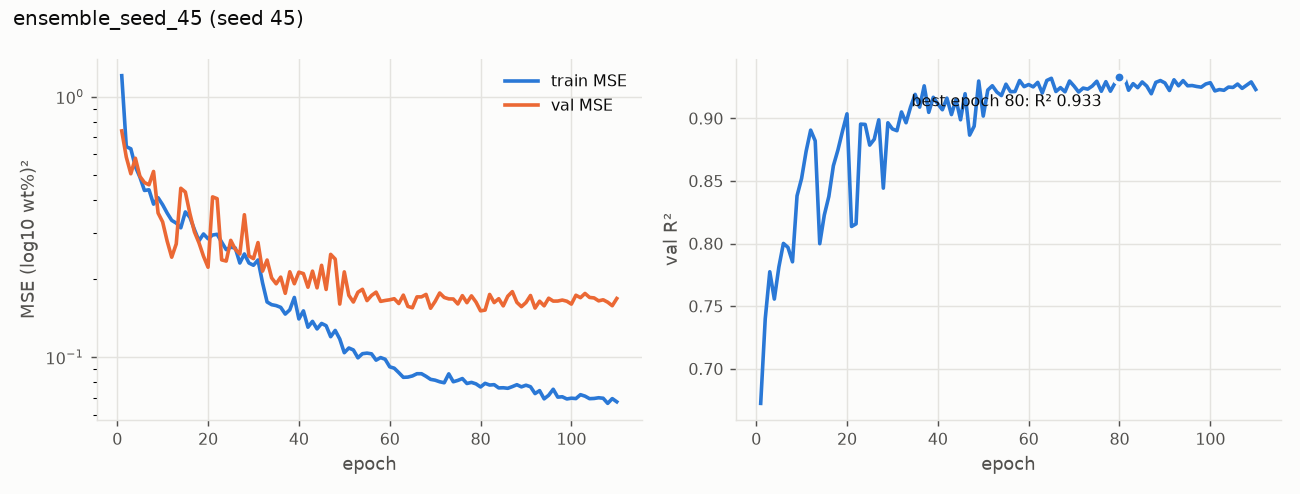 ensemble_seed_45 (seed 45)
train MSE
val MSE
MSE (log10 wt%)²
10⁰
10⁻¹
0 20 40 60 80 100
epoch
best epoch 80: R² 0.933
val R²
0.90
0.85
0.80
0.75
0.70
0 20 40 60 80 100
epoch